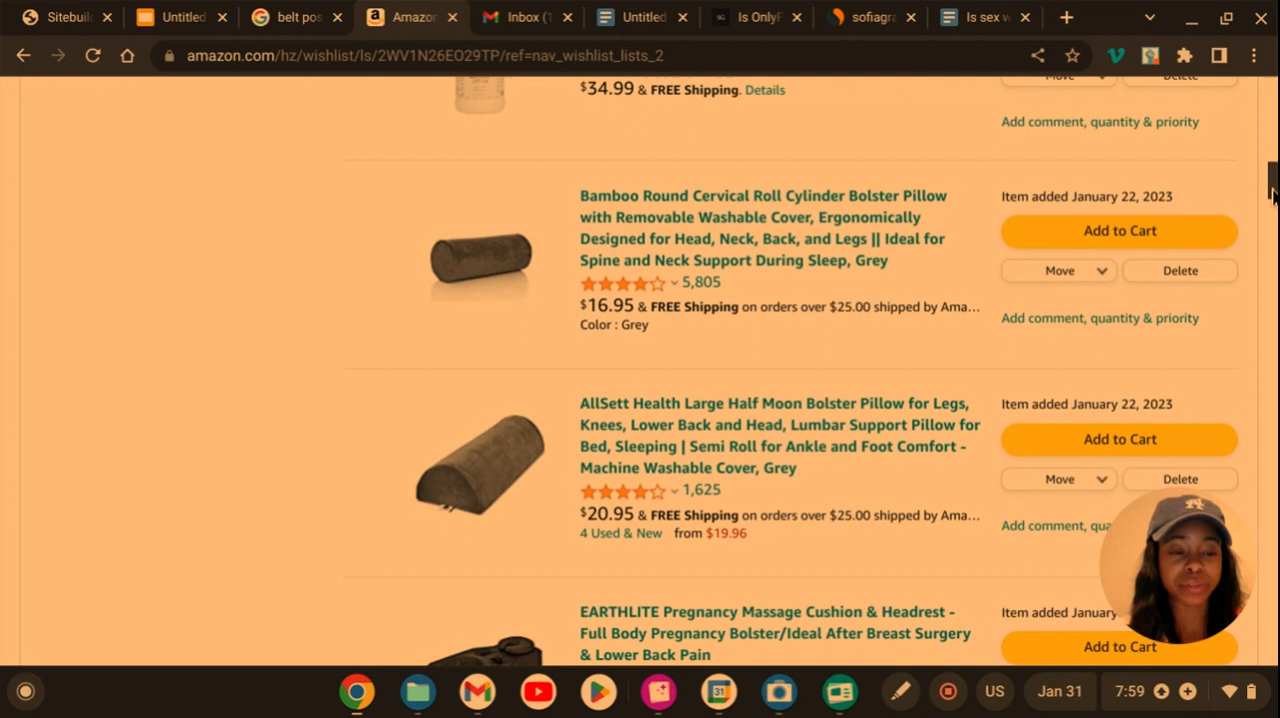 Sitebuil
Untitled
belt pos
Amazon
Inbox (1
Untitled
Is OnlyF
sofiagra
Is sex w
amazon.com/hz/wishlist/ls/2WV1N26EO29TP/ref=nav_wishlist_lists_2
Move
Delete
$34.99 & FREE Shipping. Details
Add comment, quantity & priority
Bamboo Round Cervical Roll Cylinder Bolster Pillow
with Removable Washable Cover, Ergonomically
Designed for Head, Neck, Back, and Legs || Ideal for
Spine and Neck Support During Sleep, Grey
5,805
$16.95 & FREE Shipping on orders over $25.00 shipped by Ama...
Color : Grey
Item added January 22, 2023
Add to Cart
Move
Delete
Add comment, quantity & priority
AllSett Health Large Half Moon Bolster Pillow for Legs,
Knees, Lower Back and Head, Lumbar Support Pillow for
Bed, Sleeping | Semi Roll for Ankle and Foot Comfort -
Machine Washable Cover, Grey
1,625
$20.95 & FREE Shipping on orders over $25.00 shipped by Ama...
4 Used & New from $19.96
Item added January 22, 2023
Add to Cart
Move
Delete
Add comment, qua
EARTHLITE Pregnancy Massage Cushion & Headrest -
Full Body Pregnancy Bolster/Ideal After Breast Surgery
& Lower Back Pain
Item added January
Add to Cart
31
US
Jan 31
7:59